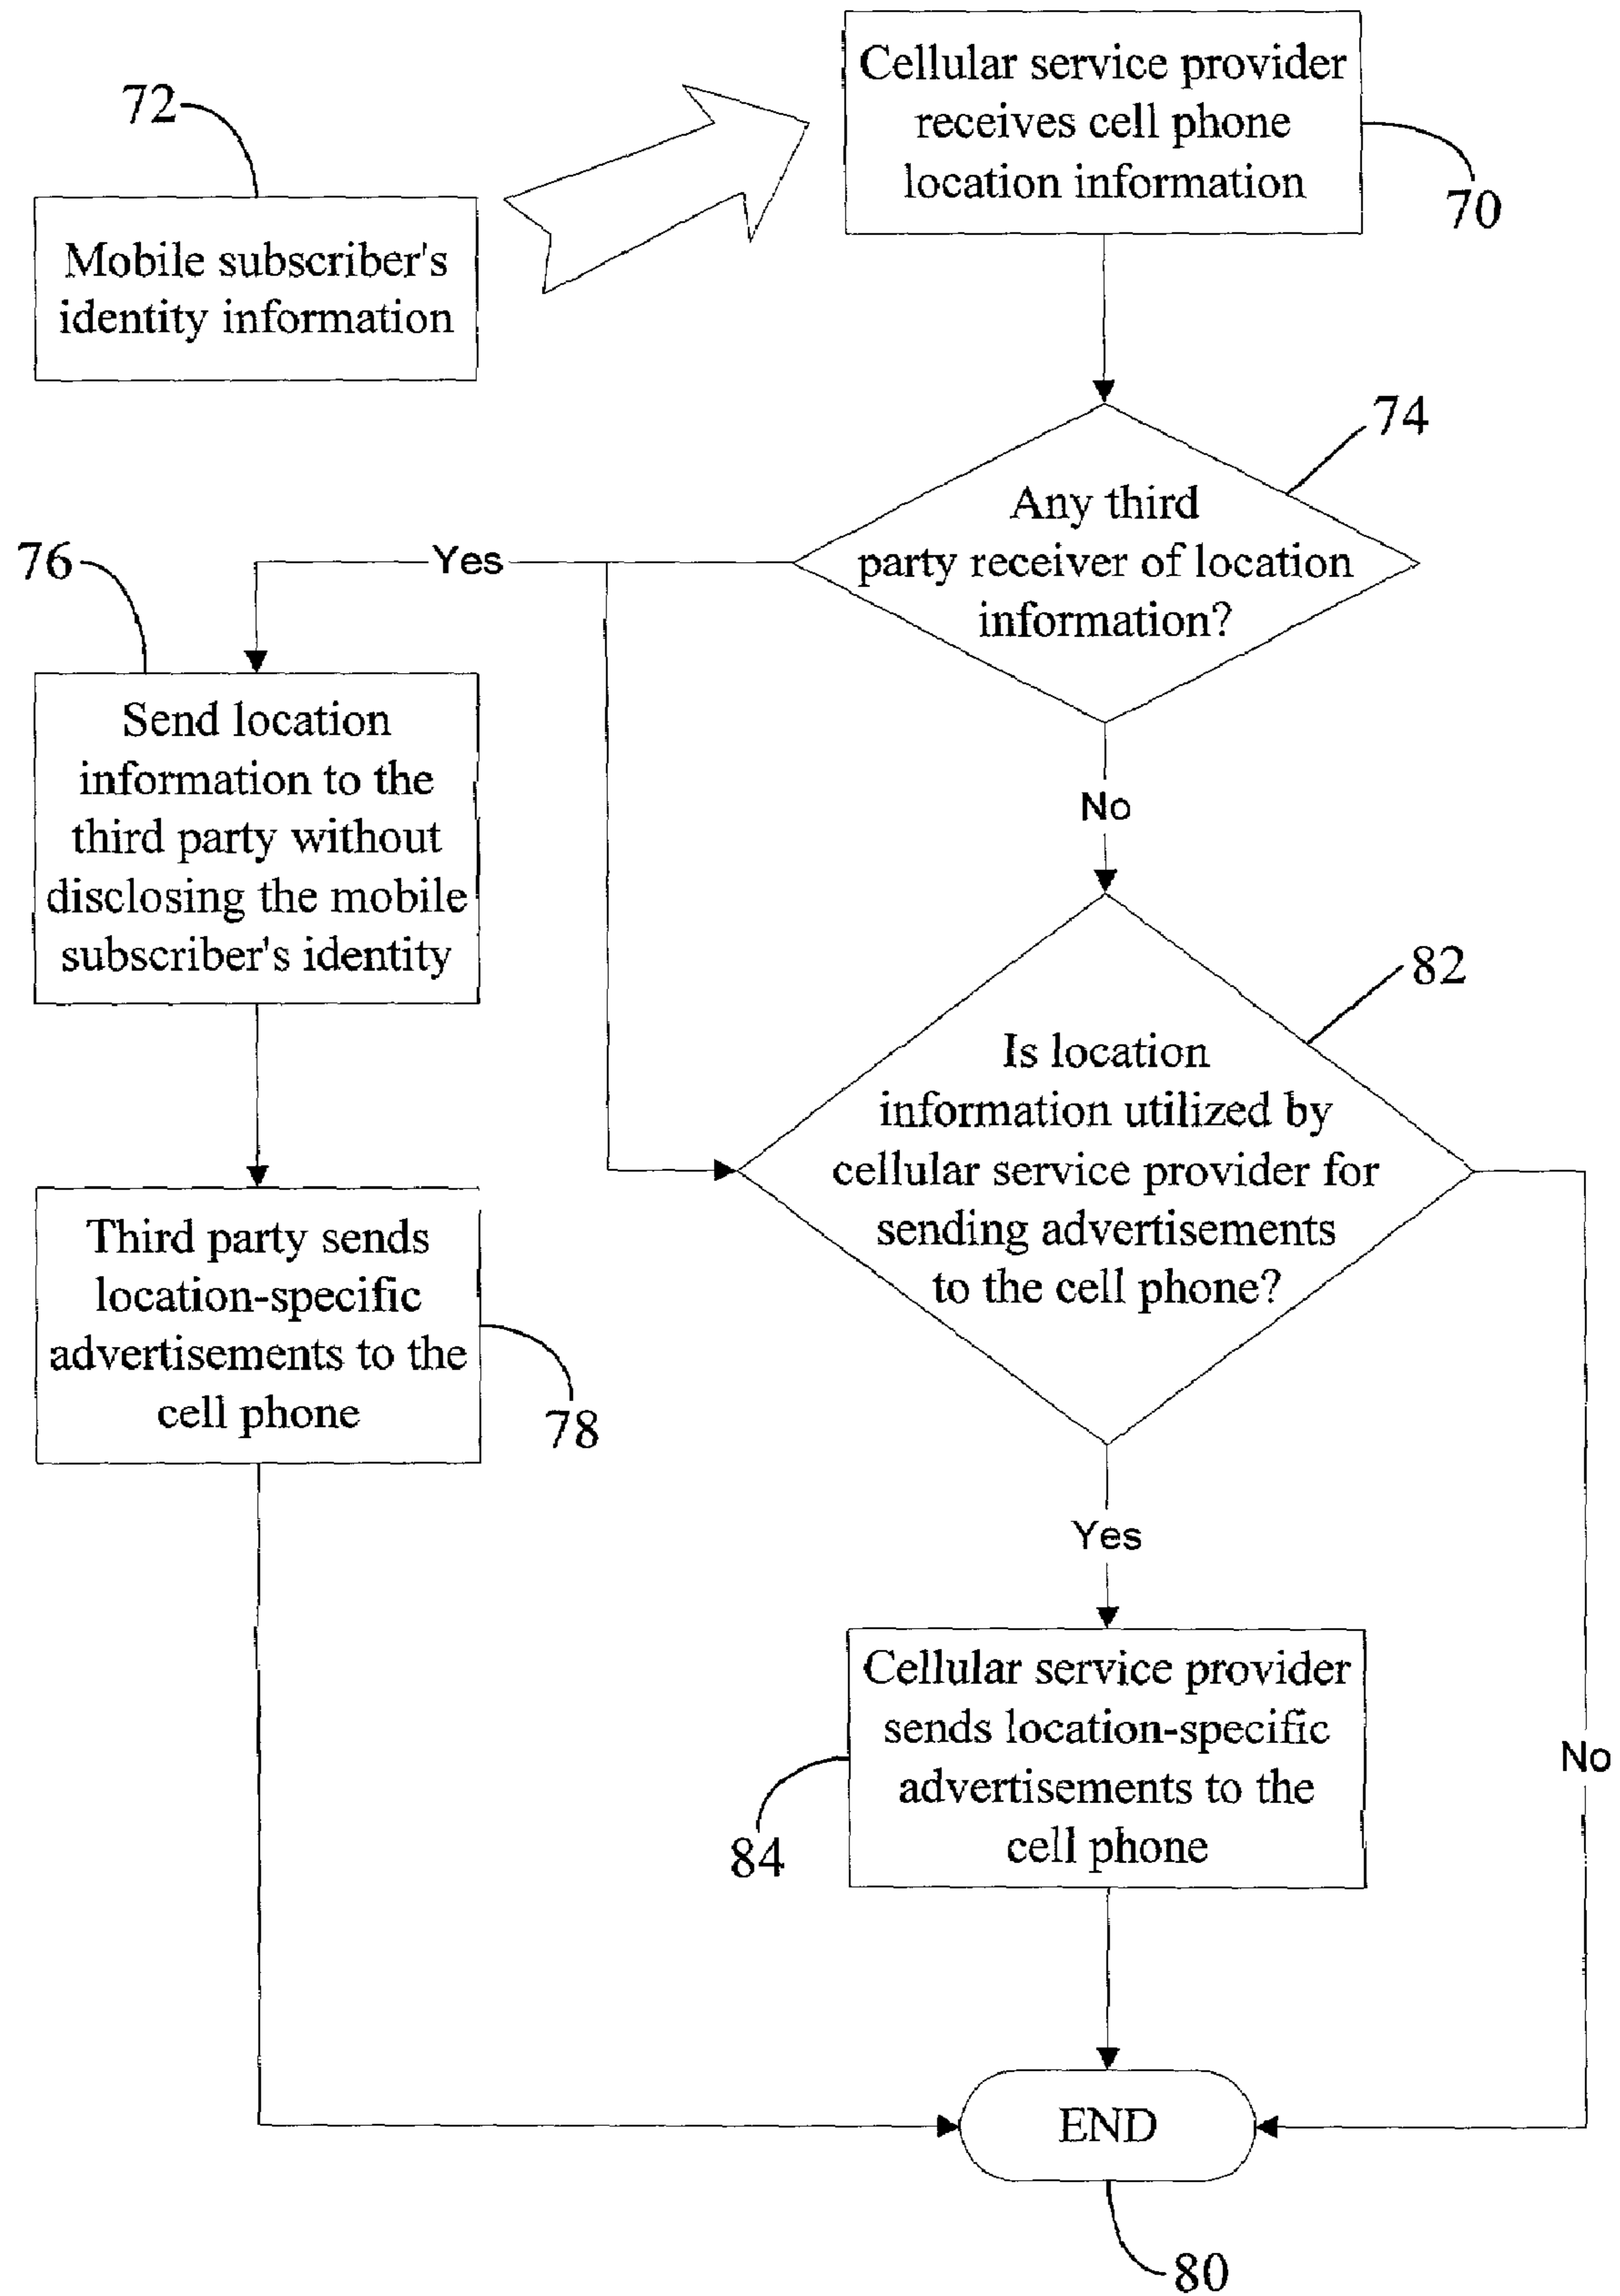 Cellular service provider
receives cell phone
location information
70
72
Mobile subscriber's
identity information
74
Any third
party receiver of location
information?
Yes
76
Send location
information to the
third party without
disclosing the mobile
subscriber's identity
No
82
Is location
information utilized by
cellular service provider for
sending advertisements
to the cell phone?
Third party sends
location-specific
advertisements to the
cell phone
78
Yes
Cellular service provider
sends location-specific
advertisements to the
cell phone
84
No
END
80